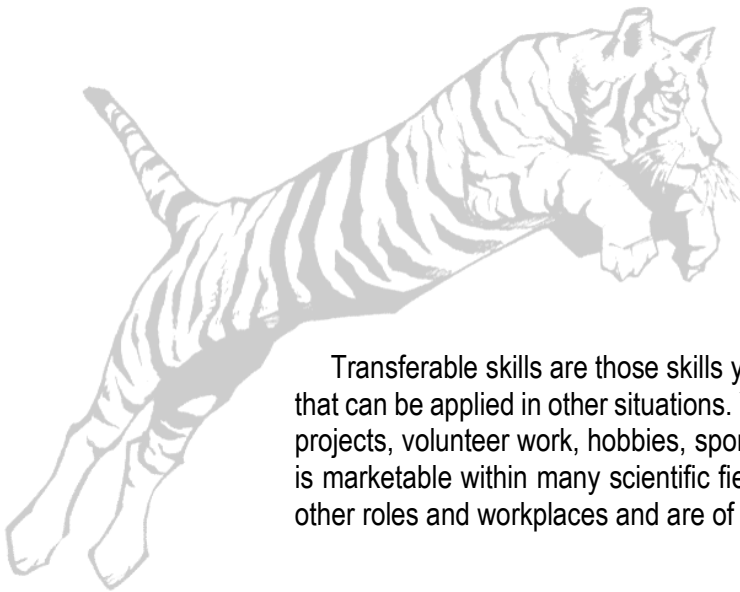 Transferable skills are those skills y
that can be applied in other situations.
projects, volunteer work, hobbies, spor
is marketable within many scientific fie
other roles and workplaces and are of